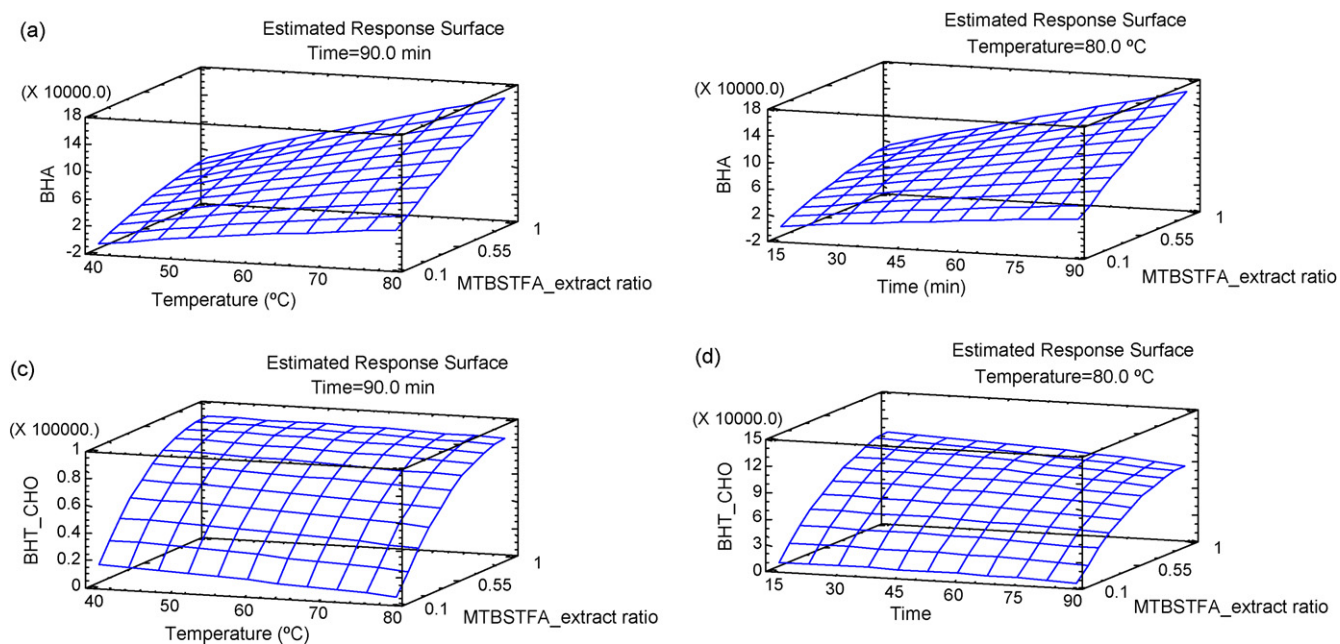 (a)
Estimated Response Surface
Time=90.0 min
(X 10000.0)
18
14
10
6
2
-2
BHA
40
50
60
70
80
Temperature (ºC)
0.1
0.55
1
MTBSTFA_extract ratio
Estimated Response Surface
Temperature=80.0 ºC
(X 10000.0)
18
14
10
6
2
-2
BHA
15
30
45
60
75
90
Time (min)
0.1
0.55
1
MTBSTFA_extract ratio
(c)
Estimated Response Surface
Time=90.0 min
(X 100000.)
1
0.8
0.6
0.4
0.2
0
BHT_CHO
40
50
60
70
80
Temperature (ºC)
0.1
0.55
1
MTBSTFA_extract ratio
(d)
Estimated Response Surface
Temperature=80.0 ºC
(X 10000.0)
15
12
9
6
3
0
BHT_CHO
15
30
45
60
75
90
Time
0.1
0.55
1
MTBSTFA_extract ratio